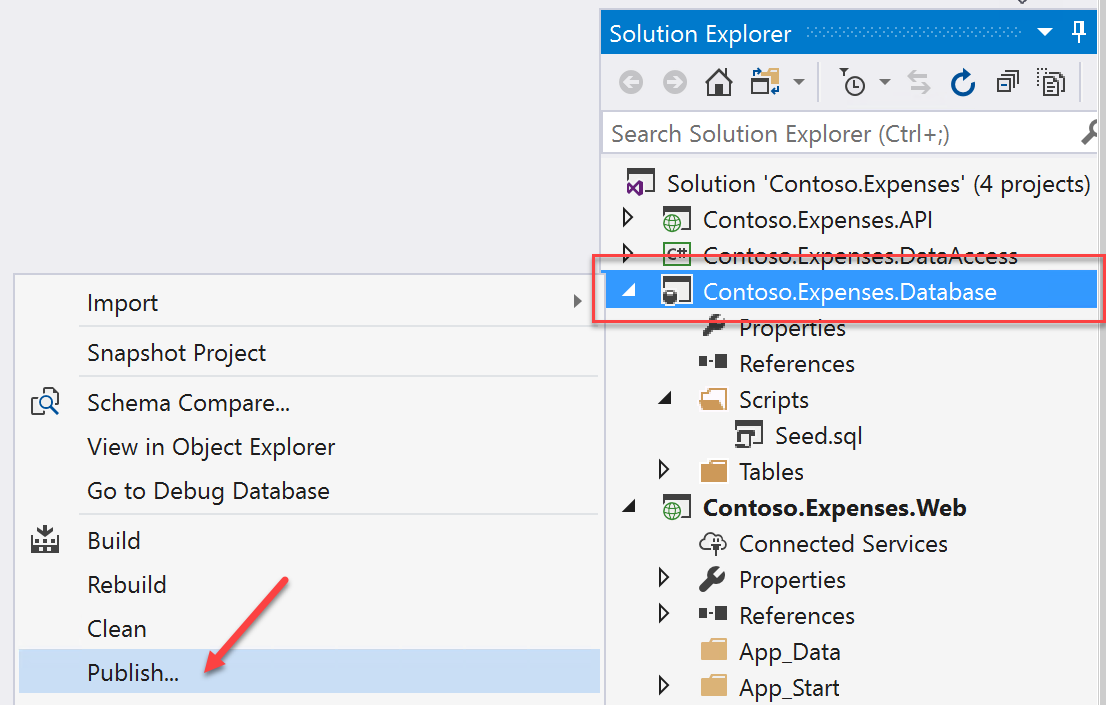 Solution Explorer
Search Solution Explorer (Ctrl+;)
Solution 'Contoso.Expenses' (4 projects)
Contoso.Expenses.API
C# Contoso.Expenses.DataAccess
Contoso.Expenses.Database
Properties
References
Scripts
Seed.sql
Tables
Contoso.Expenses.Web
Connected Services
Properties
References
App_Data
App_Start
Import
Snapshot Project
Schema Compare...
View in Object Explorer
Go to Debug Database
Build
Rebuild
Clean
Publish...